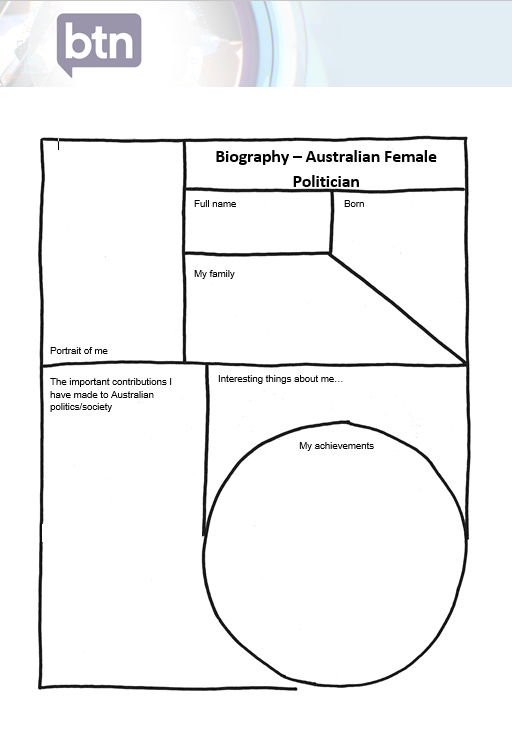 btn
Biography – Australian Female
Politician
Full name
Born
My family
Portrait of me
The important contributions I
have made to Australian
politics/society
Interesting things about me…
My achievements